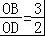 OB/OD = 3/2